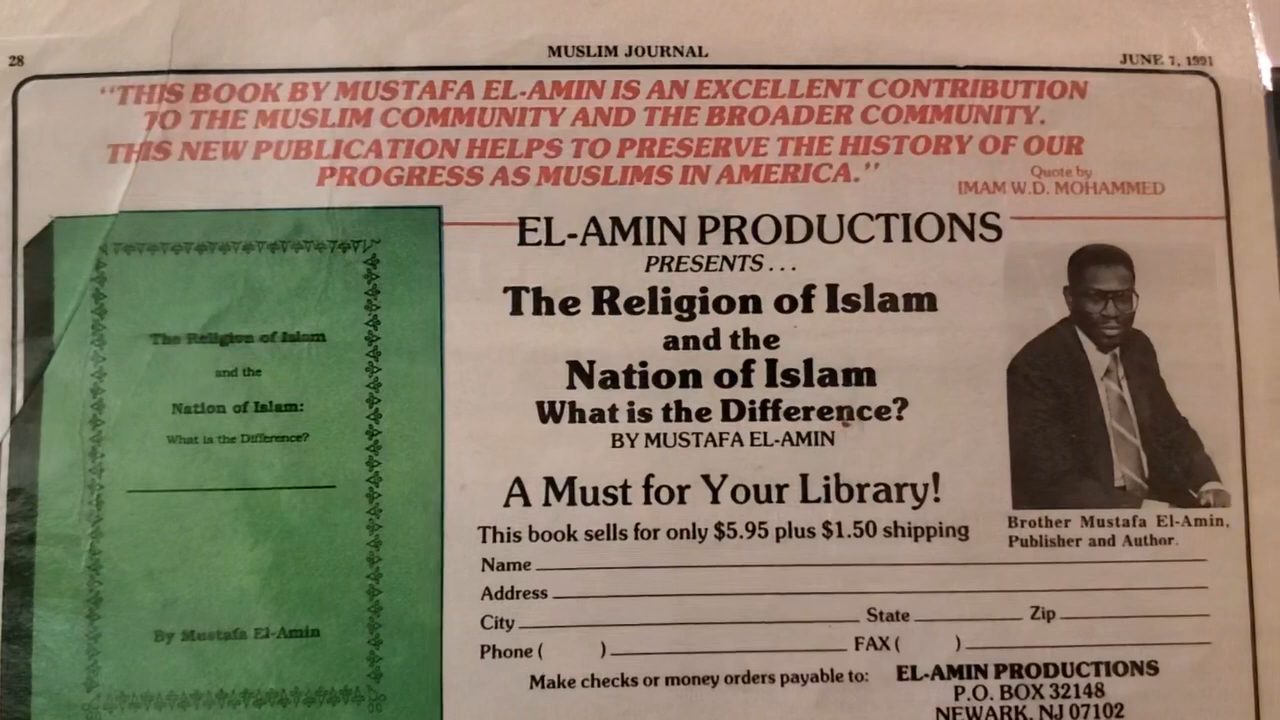 28
MUSLIM JOURNAL
JUNE 7, 1991
"THIS BOOK BY MUSTAFA EL-AMIN IS AN EXCELLENT CONTRIBUTION
TO THE MUSLIM COMMUNITY AND THE BROADER COMMUNITY.
THIS NEW PUBLICATION HELPS TO PRESERVE THE HISTORY OF OUR
PROGRESS AS MUSLIMS IN AMERICA."
Quote by
IMAM W.D. MOHAMMED
The Religion of Islam
and the
Nation of Islam:
What is the Difference?
By Mustafa El-Amin
EL-AMIN PRODUCTIONS
PRESENTS...
The Religion of Islam
and the
Nation of Islam
What is the Difference?
BY MUSTAFA EL-AMIN
A Must for Your Library!
This book sells for only $5.95 plus $1.50 shipping
Brother Mustafa El-Amin,
Publisher and Author.
Name
Address
City State Zip
Phone ( ) FAX ( )
Make checks or money orders payable to: EL-AMIN PRODUCTIONS
P.O. BOX 32148
NEWARK, NJ 07102